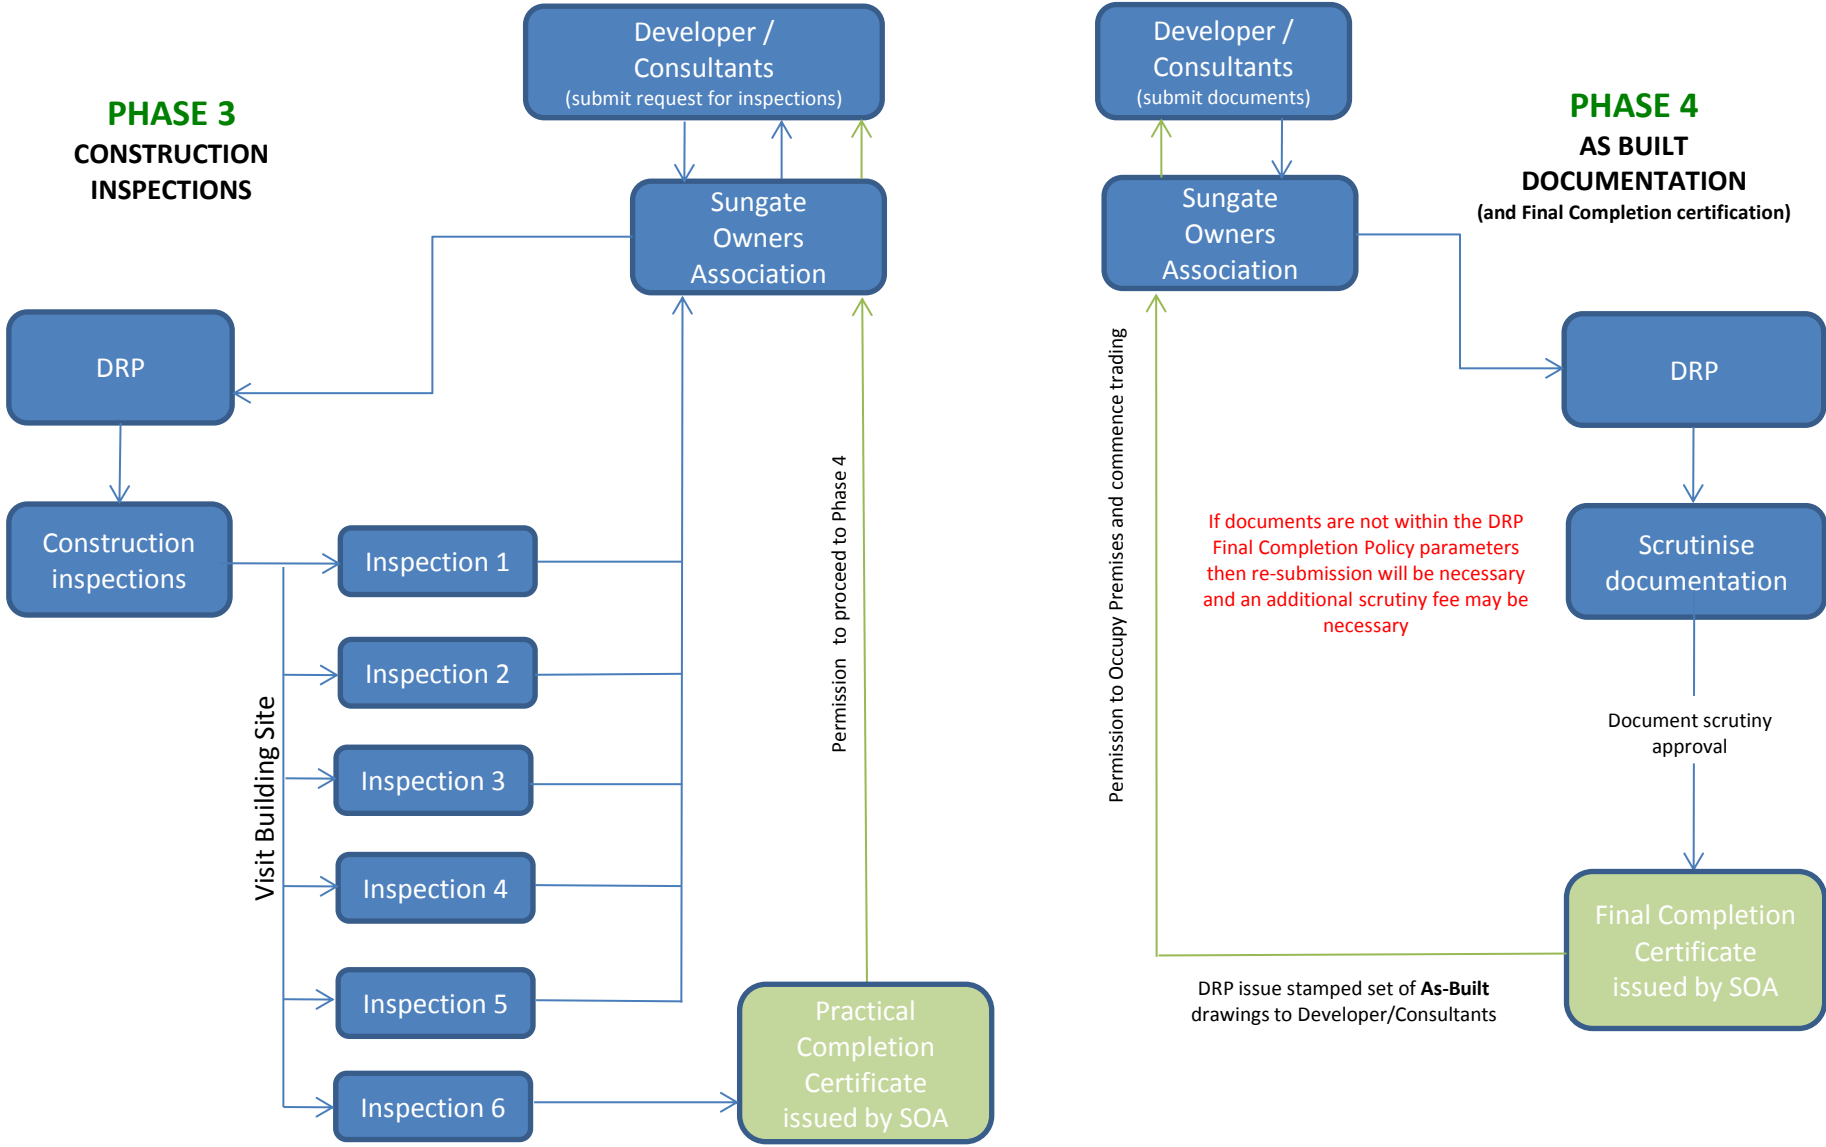 PHASE 3
CONSTRUCTION
INSPECTIONS
Developer /
Consultants
(submit request for inspections)
Sungate
Owners
Association
DRP
Construction
inspections
Visit Building Site
Inspection 1
Inspection 2
Inspection 3
Inspection 4
Inspection 5
Inspection 6
Permission to proceed to Phase 4
Practical
Completion
Certificate
issued by SOA
PHASE 4
AS BUILT
DOCUMENTATION
(and Final Completion certification)
Developer /
Consultants
(submit documents)
Sungate
Owners
Association
DRP
Scrutinise
documentation
Document scrutiny
approval
Final Completion
Certificate
issued by SOA
Permission to Occupy Premises and commence trading
If documents are not within the DRP
Final Completion Policy parameters
then re-submission will be necessary
and an additional scrutiny fee may be
necessary
DRP issue stamped set of As-Built
drawings to Developer/Consultants